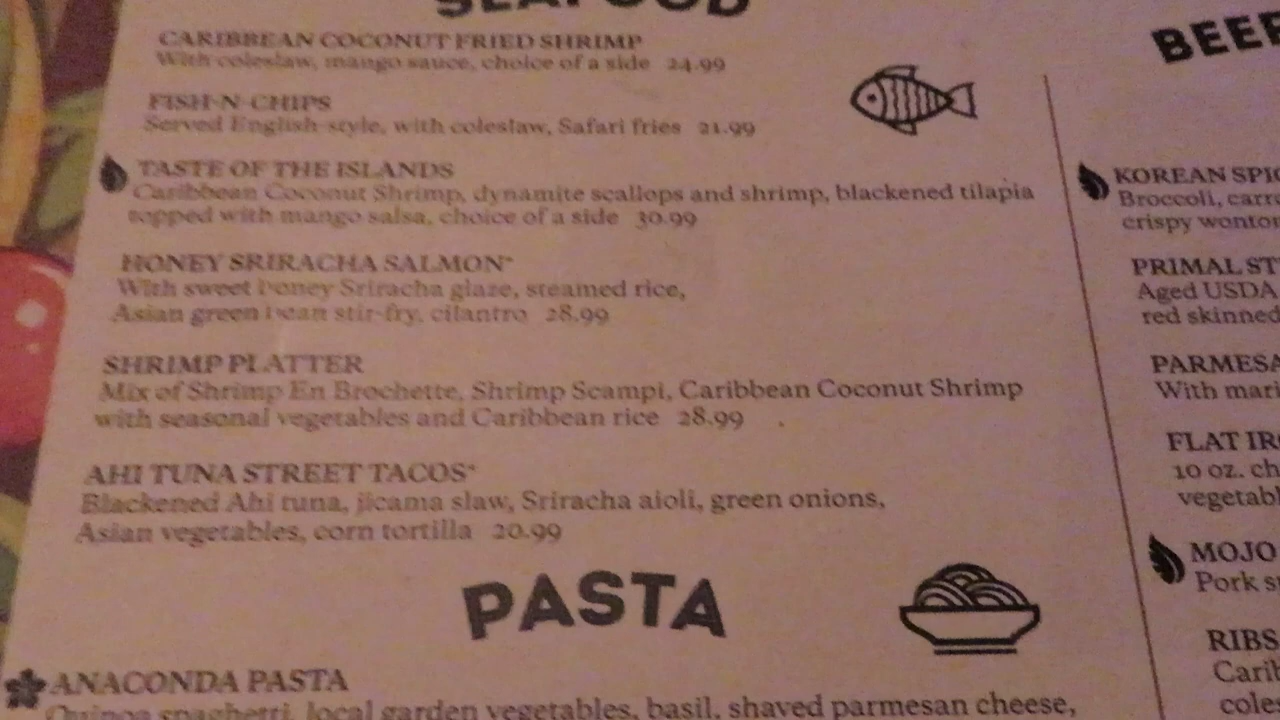 SEAFOOD
CARIBBEAN COCONUT FRIED SHRIMP
With coleslaw, mango sauce, choice of a side 24.99
FISH-N-CHIPS
Served English-style, with coleslaw, Safari fries 21.99
TASTE OF THE ISLANDS
Caribbean Coconut Shrimp, dynamite scallops and shrimp, blackened tilapia
topped with mango salsa, choice of a side 30.99
HONEY SRIRACHA SALMON*
With sweet honey Sriracha glaze, steamed rice,
Asian green bean stir-fry, cilantro 28.99
SHRIMP PLATTER
Mix of Shrimp En Brochette, Shrimp Scampi, Caribbean Coconut Shrimp
with seasonal vegetables and Caribbean rice 28.99
AHI TUNA STREET TACOS*
Blackened Ahi tuna, jicama slaw, Sriracha aioli, green onions,
Asian vegetables, corn tortilla 20.99
PASTA
ANACONDA PASTA
Quinoa spaghetti, local garden vegetables, basil, shaved parmesan cheese,
BEEF
KOREAN SPIC
Broccoli, carr
crispy wonto
PRIMAL ST
Aged USDA
red skinned
PARMESA
With mari
FLAT IR
10 oz. ch
vegetabl
MOJO
Pork s
RIBS
Carib
coles